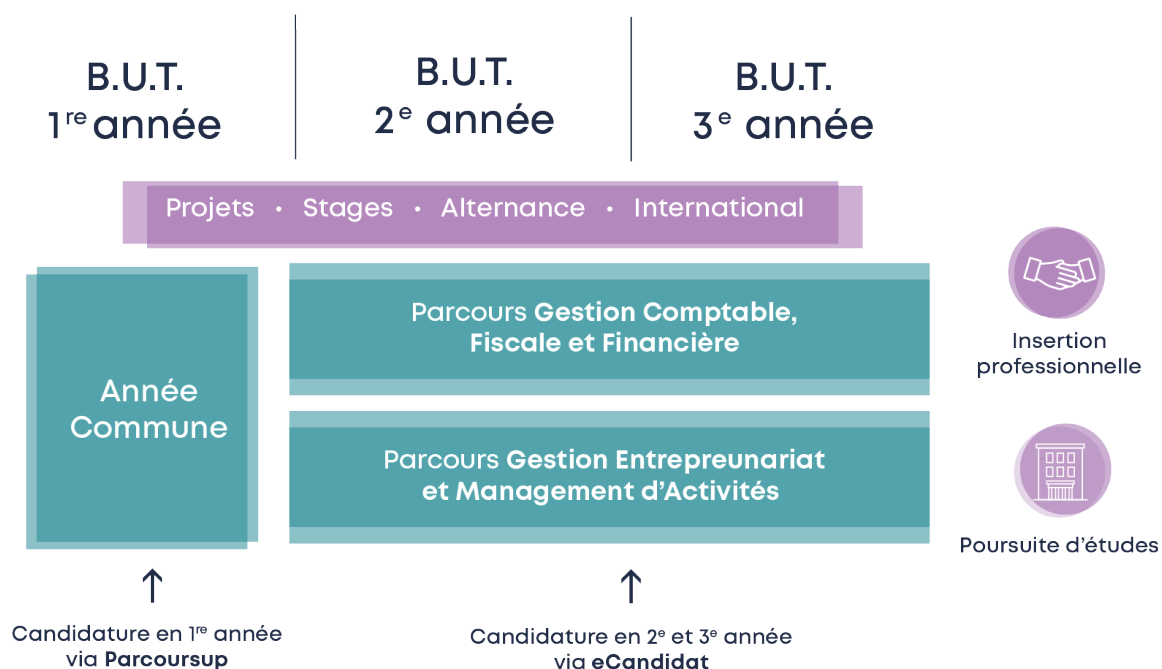 B.U.T.
1re année
B.U.T.
2e année
B.U.T.
3e année
Projets · Stages · Alternance · International
Année
Commune
Parcours Gestion Comptable,
Fiscale et Financière
Parcours Gestion Entrepreunariat
et Management d’Activités
Insertion
professionnelle
Poursuite d’études
Candidature en 1re année
via Parcoursup
Candidature en 2e et 3e année
via eCandidat